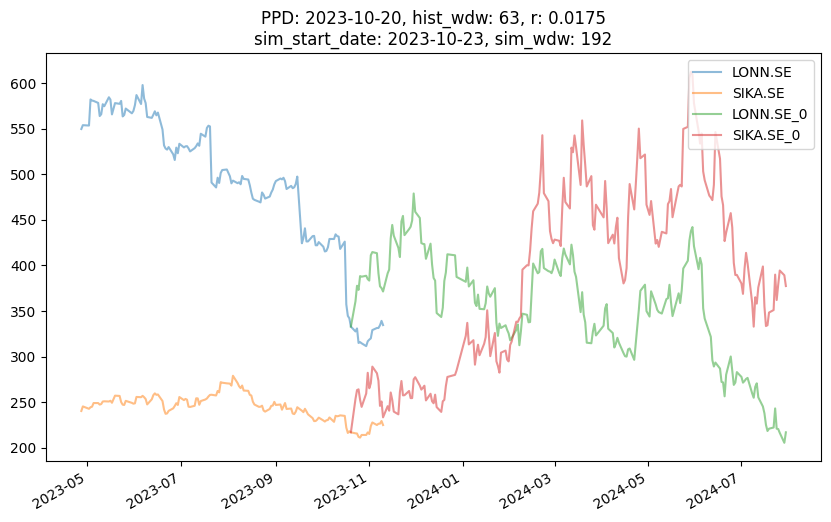 PPD: 2023-10-20, hist_wdw: 63, r: 0.0175
sim_start_date: 2023-10-23, sim_wdw: 192
LONN.SE
SIKA.SE
LONN.SE_0
SIKA.SE_0
600
550
500
450
400
350
300
250
200
2023-05
2023-07
2023-09
2023-11
2024-01
2024-03
2024-05
2024-07